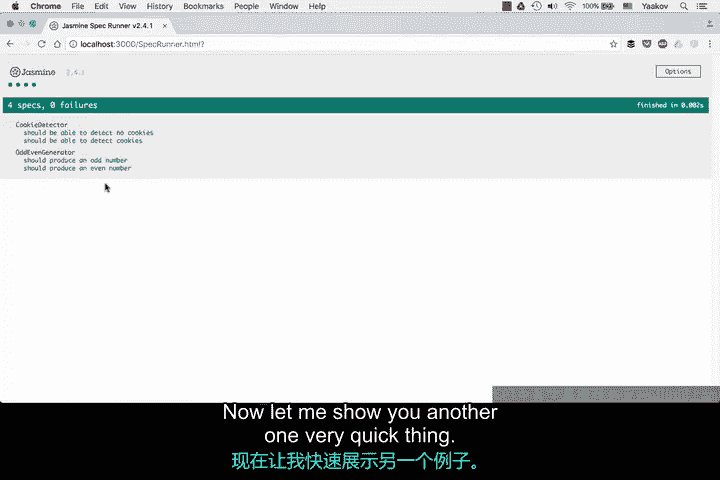 Chrome File Edit View History Bookmarks People Window Help 100% Yaakov
Jasmine Spec Runner v2.4.1
localhost:3000/SpecRunner.html?
Jasmine 2.4.1 Options
4 specs, 0 failures finished in 0.002s
CookieDetector
should be able to detect no cookies
should be able to detect cookies
OddEvenGenerator
should produce an odd number
should produce an even number
Now let me show you another
one very quick thing.
现在让我快速展示另一个例子。